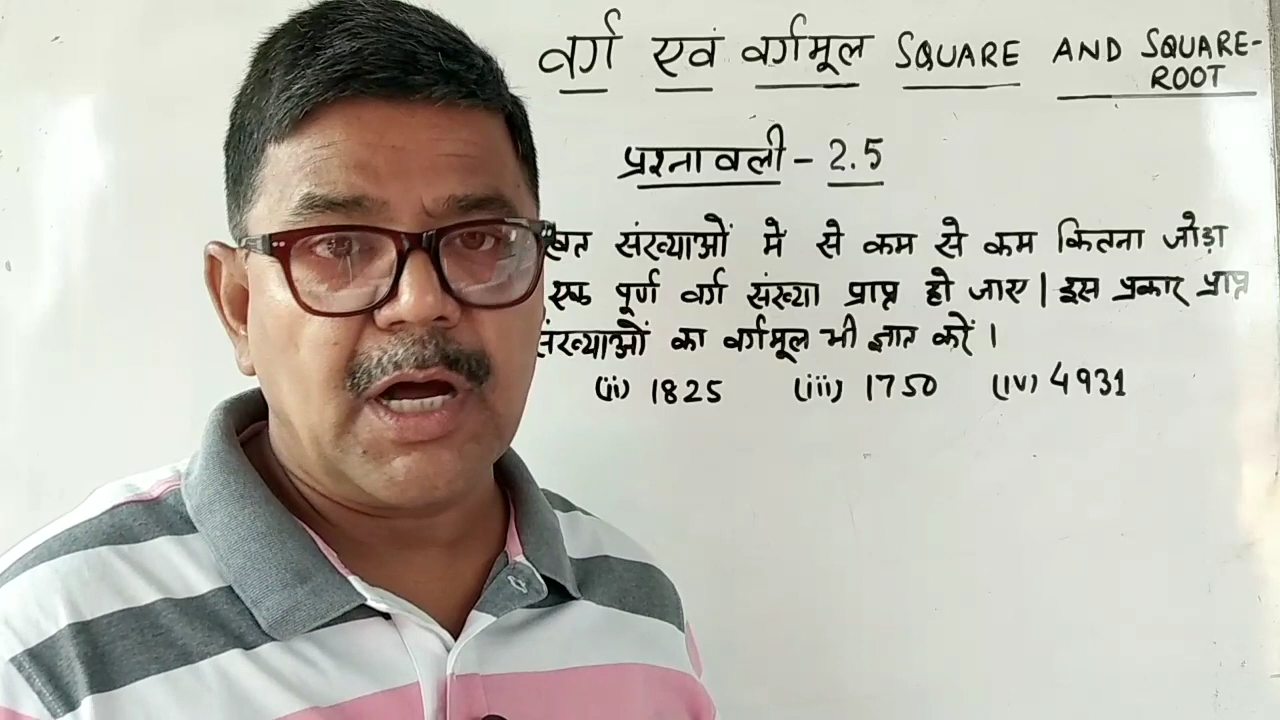 वर्ग एवं वर्गमूल SQUARE AND SQUARE-
ROOT
प्रश्नावली - 2.5
संख्याओं में से कम से कम कितना जोड़ा
एक पूर्ण वर्ग संख्या प्राप्त हो जाए | इस प्रकार प्राप्त
संख्याओं का वर्गमूल भी ज्ञात करें ।
(ii) 1825 (iii) 1750 (iv) 4931